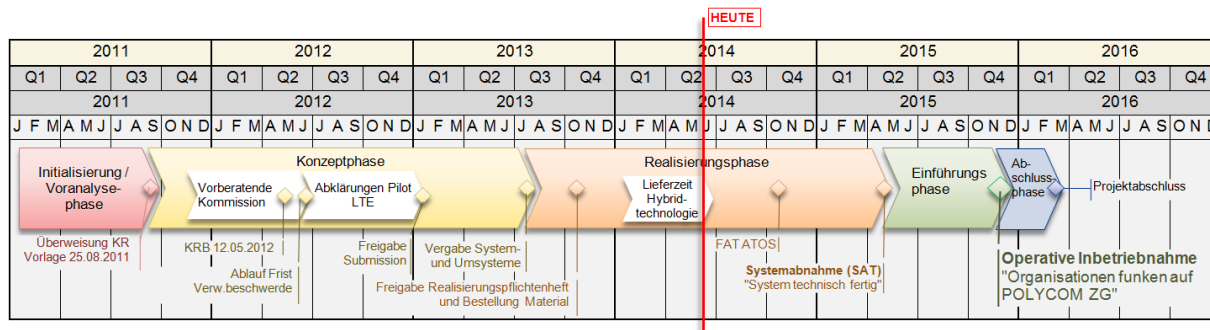 HEUTE
2011 2012 2013 2014 2015 2016
Q1 Q2 Q3 Q4 Q1 Q2 Q3 Q4 Q1 Q2 Q3 Q4 Q1 Q2 Q3 Q4 Q1 Q2 Q3 Q4 Q1 Q2 Q3 Q4
2011 2012 2013 2014 2015 2016
J F M A M J J A S O N D J F M A M J J A S O N D J F M A M J J A S O N D J F M A M J J A S O N D J F M A M J J A S O N D J F M A M J J A S O N D
Initialisierung /
Voranalyse-
phase
Konzeptphase
Vorberatende
Kommission
Abklärungen Pilot
LTE
Realisierungsphase
Lieferzeit
Hybrid-
technologie
Einführungs
phase
Ab-
schluss-
phase
Projektabschluss
Überweisung KR
Vorlage 25.08.2011
KRB 12.05.2012
Ablauf Frist
Verw.beschwerde
Freigabe
Submission
Vergabe System-
und Umsysteme
Freigabe Realisierungspflichtenheft
und Bestellung Material
FAT ATOS
Systemabnahme (SAT)
"System technisch fertig"
Operative Inbetriebnahme
"Organisationen funken auf
POLYCOM ZG"